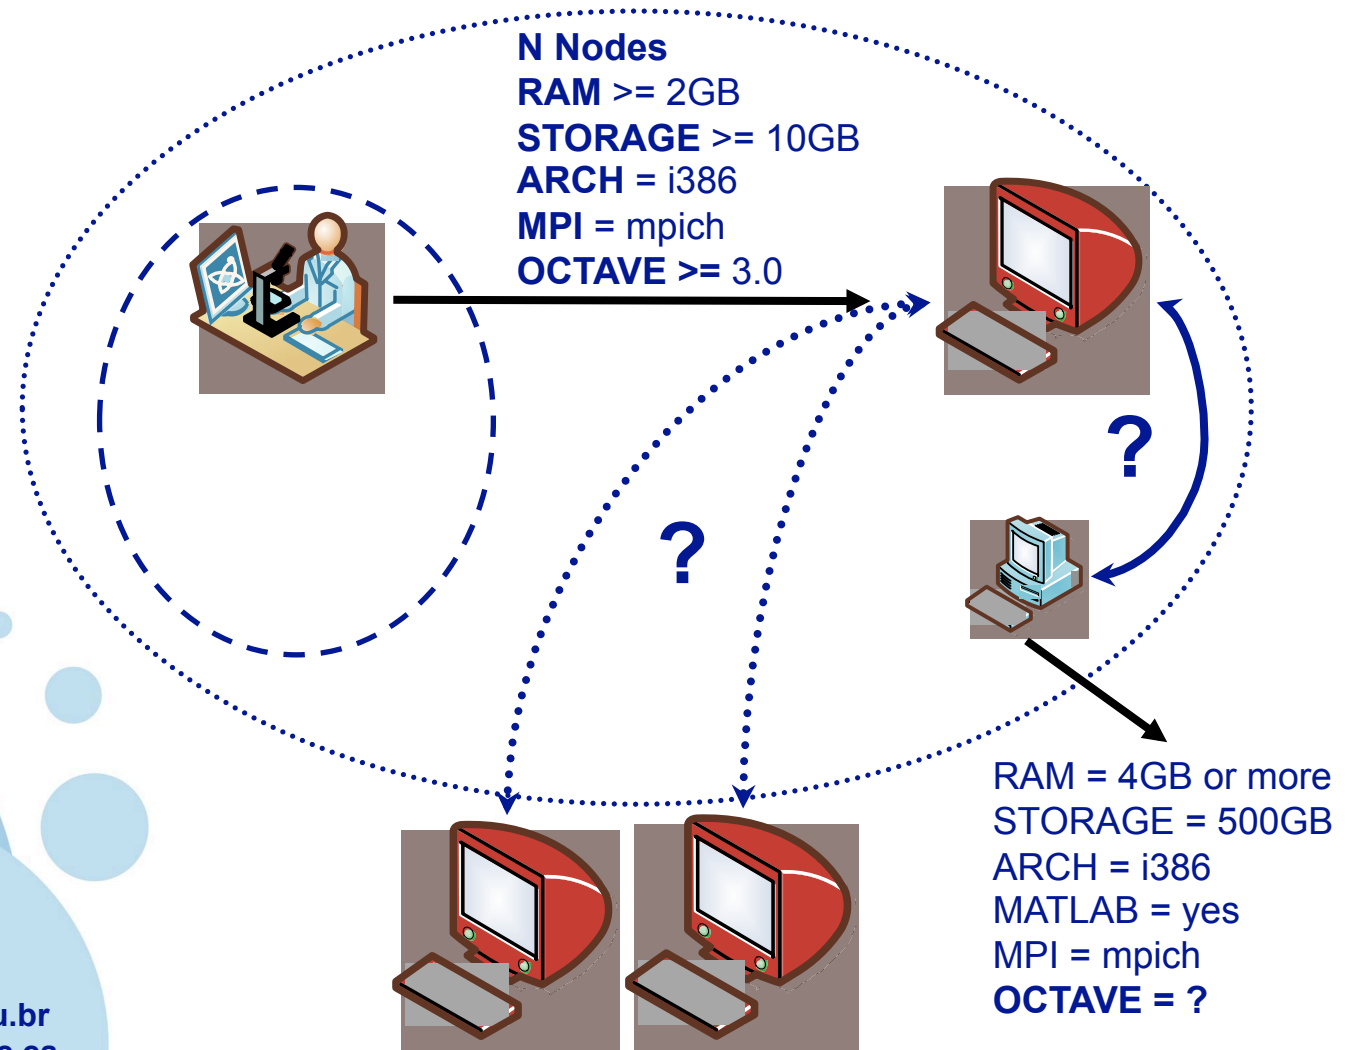 N Nodes
RAM >= 2GB
STORAGE >= 10GB
ARCH = i386
MPI = mpich
OCTAVE >= 3.0
?
?
RAM = 4GB or more
STORAGE = 500GB
ARCH = i386
MATLAB = yes
MPI = mpich
OCTAVE = ?
u.br